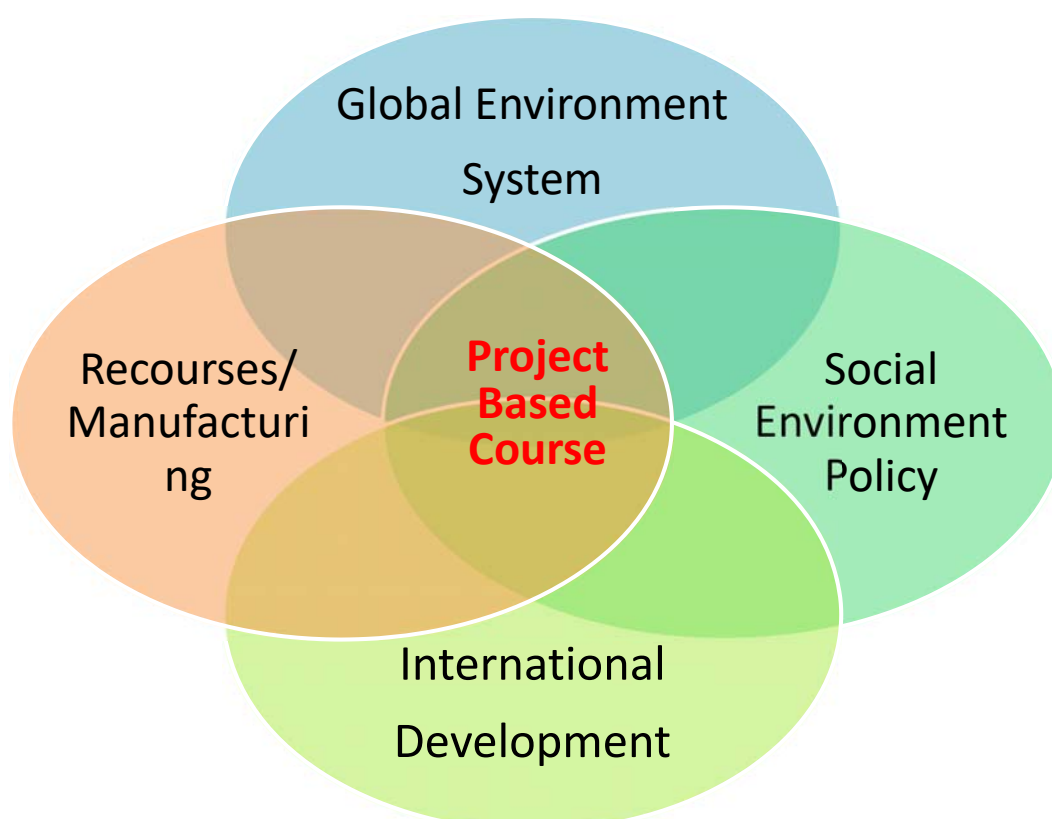 Global Environment
System
Recourses/
Manufacturi
ng
Project
Based
Course
Social
Environment
Policy
International
Development